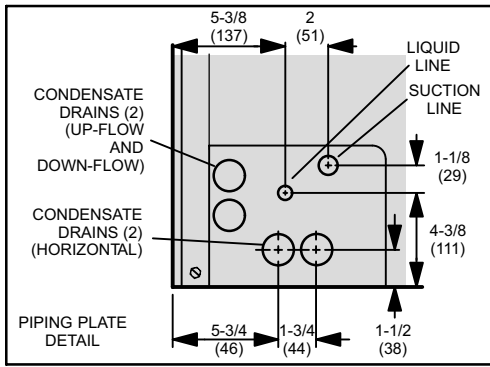 5-3/8
(137)
2
(51)
LIQUID
LINE
SUCTION
LINE
CONDENSATE
DRAINS (2)
(UP-FLOW
AND
DOWN-FLOW)
1-1/8
(29)
CONDENSATE
DRAINS (2)
(HORIZONTAL)
4-3/8
(111)
PIPING PLATE
DETAIL
5-3/4
(46)
1-3/4
(44)
1-1/2
(38)